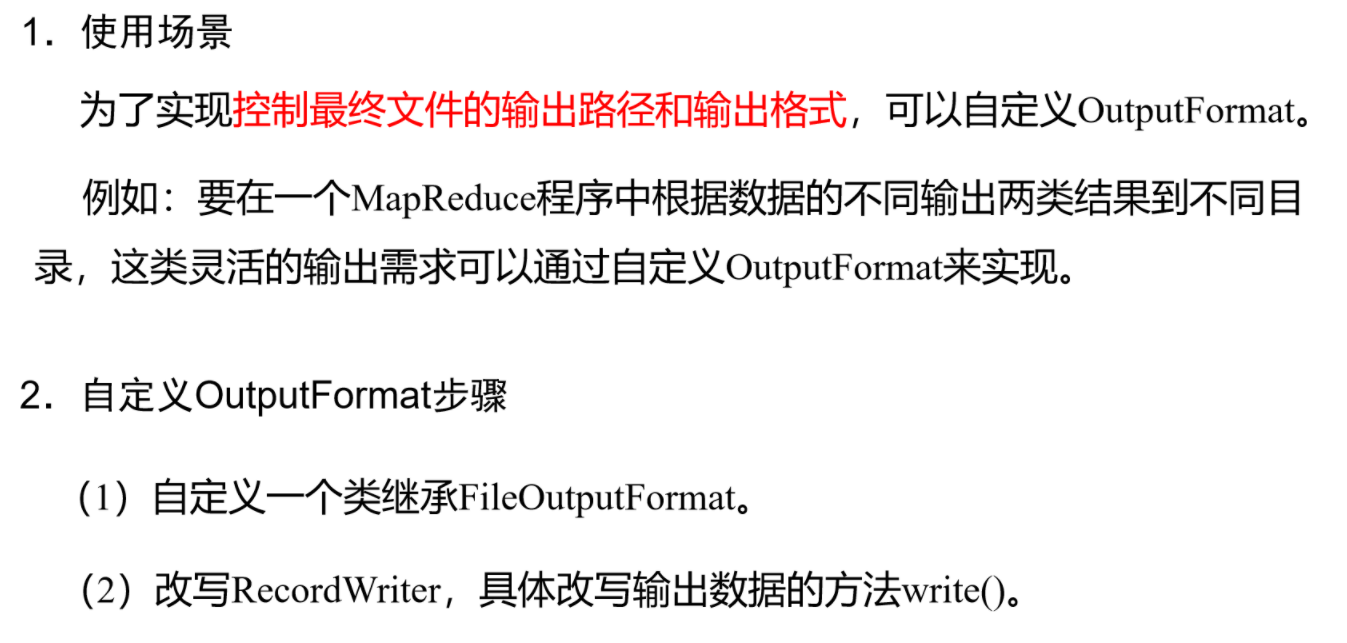 1．使用场景
为了实现控制最终文件的输出路径和输出格式，可以自定义OutputFormat。
例如：要在一个MapReduce程序中根据数据的不同输出两类结果到不同目
录，这类灵活的输出需求可以通过自定义OutputFormat来实现。
2．自定义OutputFormat步骤
（1）自定义一个类继承FileOutputFormat。
（2）改写RecordWriter，具体改写输出数据的方法write()。